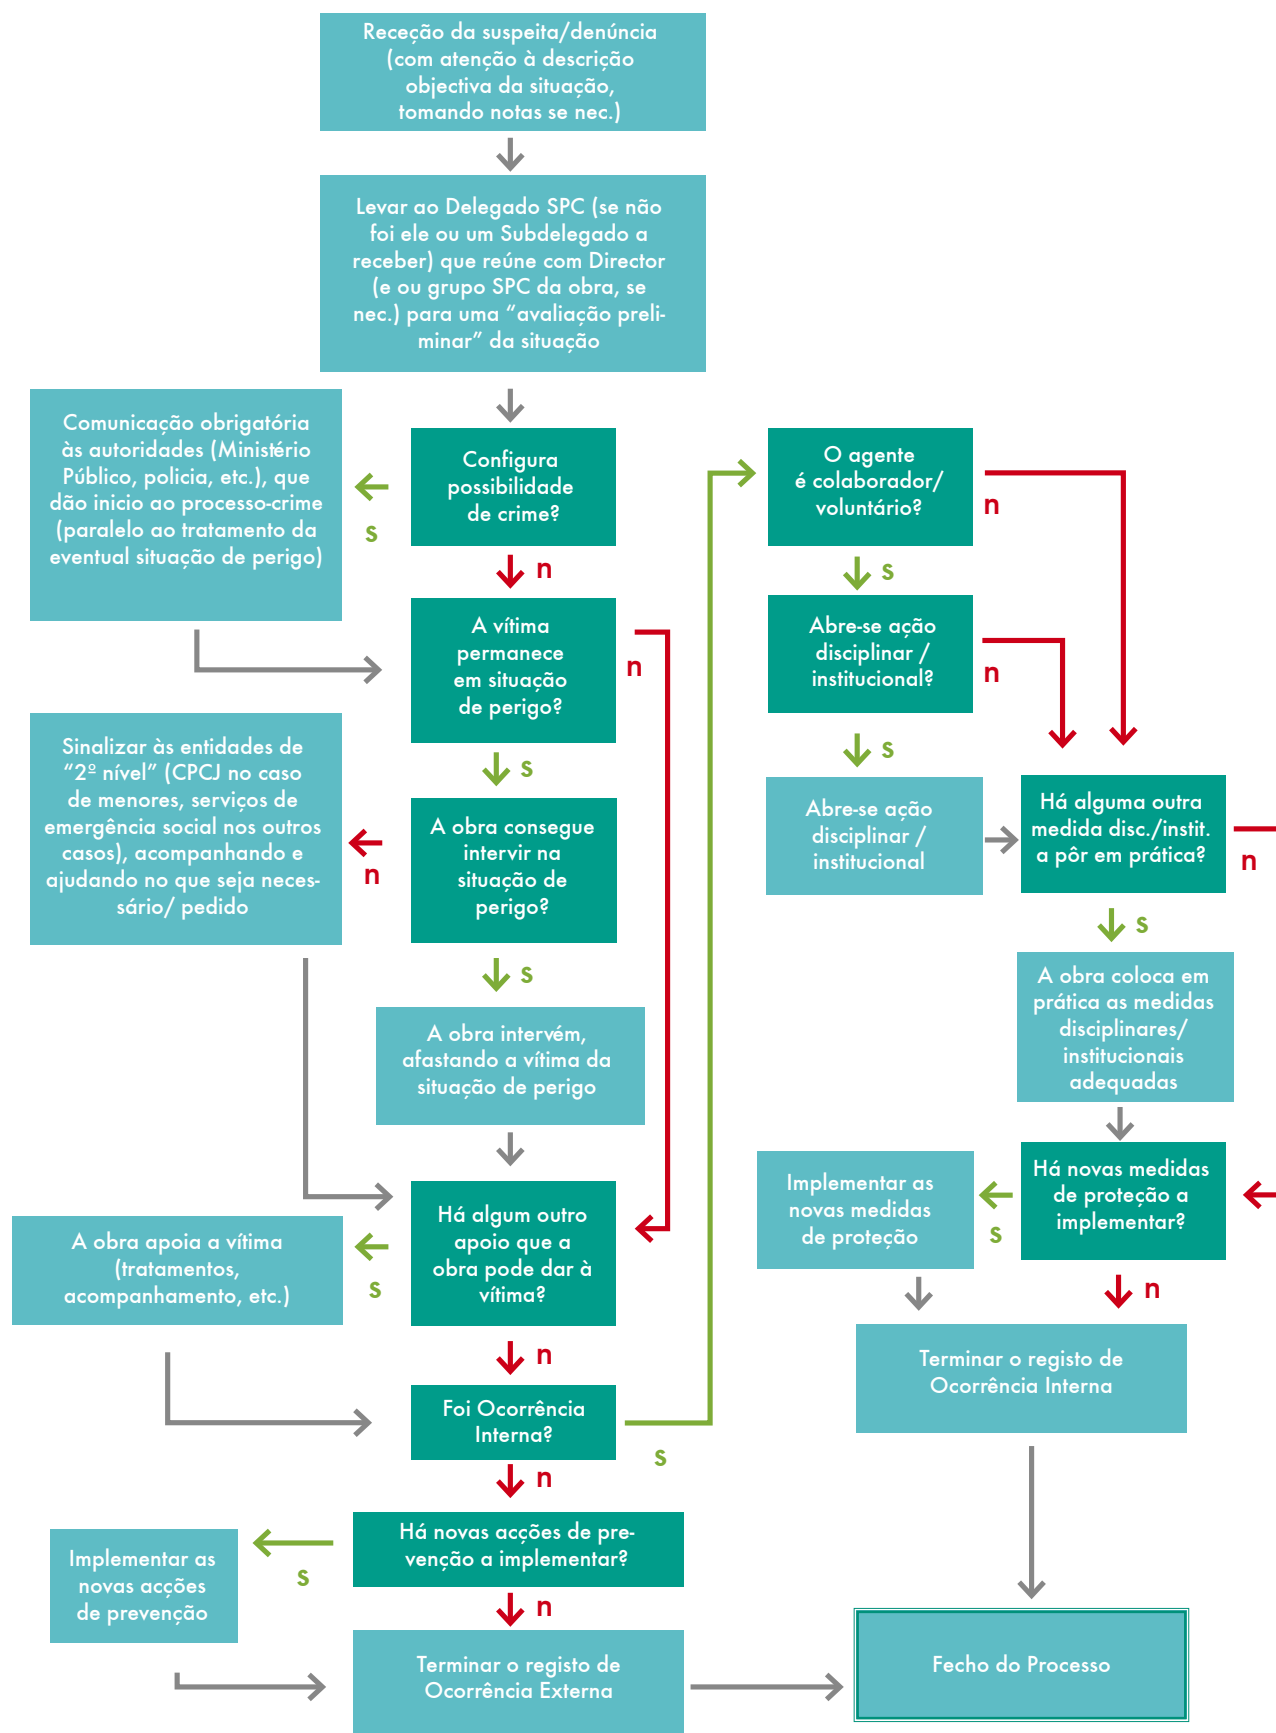 Receção da suspeita/denúncia
(com atenção à descrição
objectiva da situação,
tomando notas se nec.)
Levar ao Delegado SPC (se não
foi ele ou um Subdelegado a
receber) que reúne com Director
(e ou grupo SPC da obra, se
nec.) para uma “avaliação preli-
minar” da situação
Comunicação obrigatória
às autoridades (Ministério
Público, policia, etc.), que
dão inicio ao processo-crime
(paralelo ao tratamento da
eventual situação de perigo)
s
Configura
possibilidade
de crime?
n
A vítima
permanece
em situação
de perigo?
n
s
Sinalizar às entidades de
“2º nível” (CPCJ no caso
de menores, serviços de
emergência social nos outros
casos), acompanhando e
ajudando no que seja neces-
sário/ pedido
n
A obra consegue
intervir na
situação de
perigo?
s
A obra intervém,
afastando a vítima da
situação de perigo
Há algum outro
apoio que a
obra pode dar à
vítima?
s
A obra apoia a vítima
(tratamentos,
acompanhamento, etc.)
n
Foi Ocorrência
Interna?
s
n
Há novas acções de pre-
venção a implementar?
s
Implementar as
novas acções
de prevenção
n
Terminar o registo de
Ocorrência Externa
O agente
é colaborador/
voluntário?
n
s
Abre-se ação
disciplinar /
institucional?
n
s
Abre-se ação
disciplinar /
institucional
Há alguma outra
medida disc./instit.
a pôr em prática?
n
s
A obra coloca em
prática as medidas
disciplinares/
institucionais
adequadas
Há novas medidas
de proteção a
implementar?
s
Implementar as
novas medidas
de proteção
n
Terminar o registo de
Ocorrência Interna
Fecho do Processo